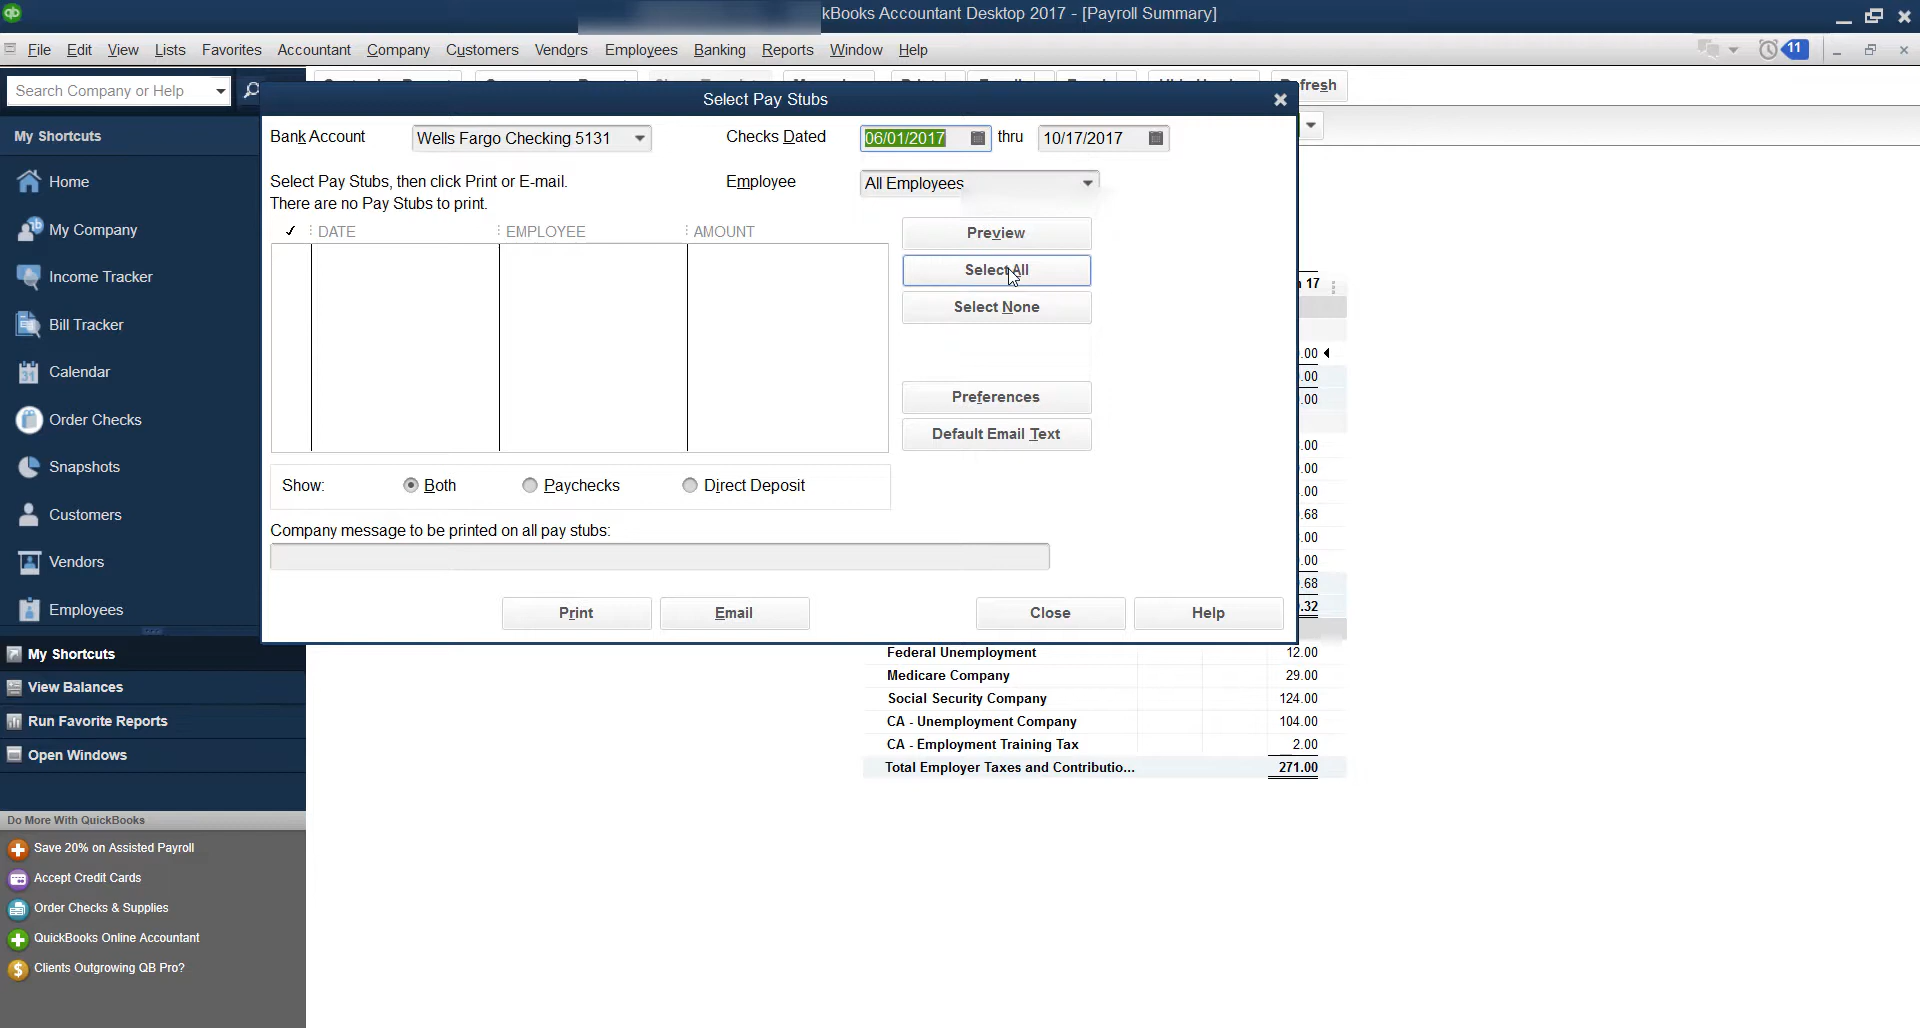 kBooks Accountant Desktop 2017 - [Payroll Summary]
File Edit View Lists Favorites Accountant Company Customers Vendors Employees Banking Reports Window Help
11
Search Company or Help
fresh
My Shortcuts
Home
My Company
Income Tracker
Bill Tracker
31
Calendar
Order Checks
Snapshots
Customers
Vendors
Employees
My Shortcuts
View Balances
Run Favorite Reports
Open Windows
Do More With QuickBooks
Save 20% on Assisted Payroll
Accept Credit Cards
Order Checks & Supplies
QuickBooks Online Accountant
Clients Outgrowing QB Pro?
Select Pay Stubs
Bank Account Wells Fargo Checking 5131 Checks Dated 06/01/2017 thru 10/17/2017
Select Pay Stubs, then click Print or E-mail. Employee All Employees
There are no Pay Stubs to print.
✓ DATE EMPLOYEE AMOUNT
Preview
Select All
Select None
Preferences
Default Email Text
Show: Both Paychecks Direct Deposit
Company message to be printed on all pay stubs:
Print Email Close Help
17
.00
.00
.00
.00
.00
.00
.68
.00
.00
.68
.32
Federal Unemployment 12.00
Medicare Company 29.00
Social Security Company 124.00
CA - Unemployment Company 104.00
CA - Employment Training Tax 2.00
Total Employer Taxes and Contributio... 271.00